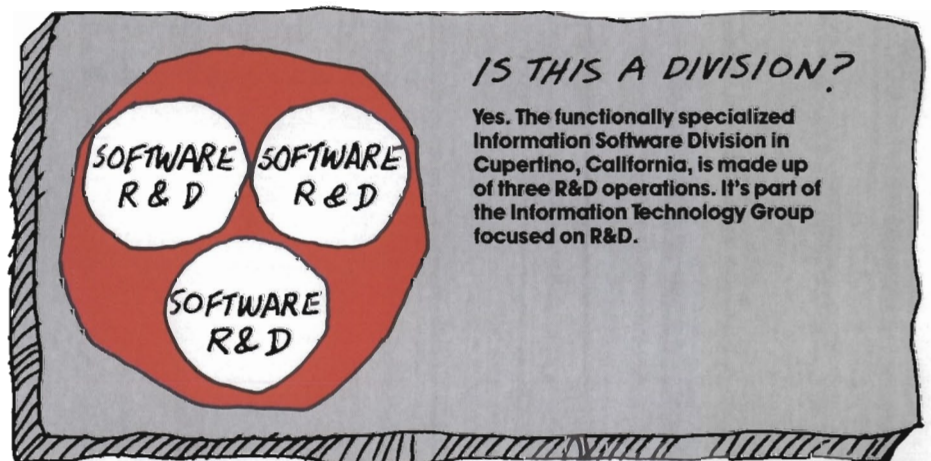 SOFTWARE
R & D
SOFTWARE
R & D
SOFTWARE
R & D
IS THIS A DIVISION?
Yes. The functionally specialized
Information Software Division in
Cupertino, California, is made up
of three R&D operations. It's part of
the Information Technology Group
focused on R&D.